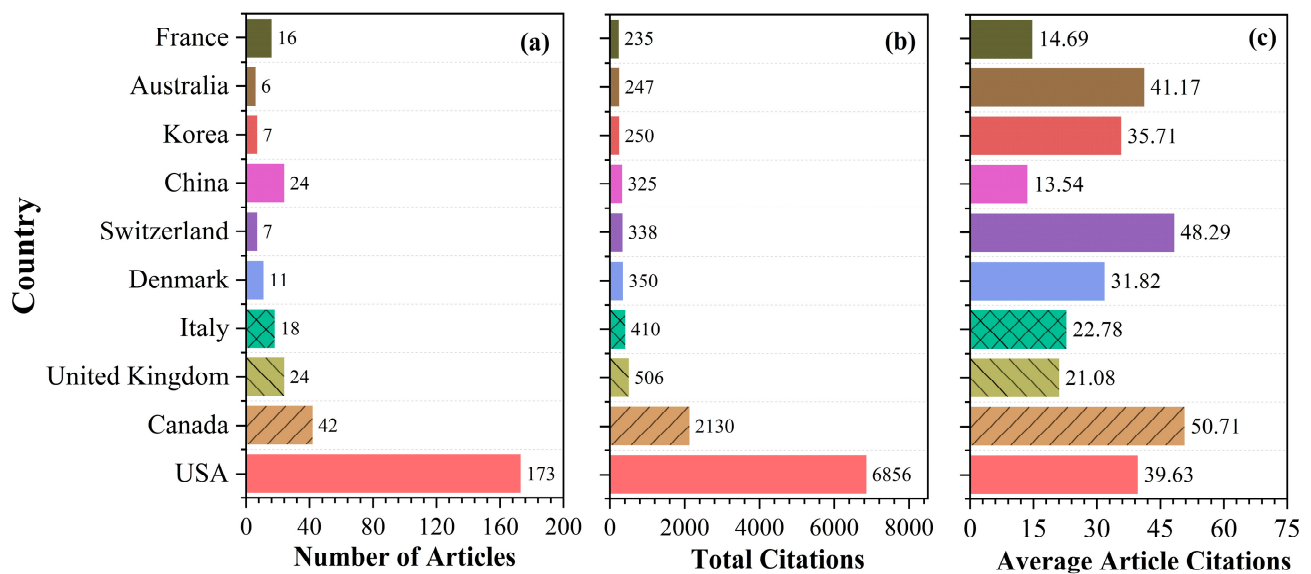 Country
France
Australia
Korea
China
Switzerland
Denmark
Italy
United Kingdom
Canada
USA
(a)
16
6
7
24
7
11
18
24
42
173
0 40 80 120 160 200
Number of Articles
(b)
235
247
250
325
338
350
410
506
2130
6856
0 2000 4000 6000 8000
Total Citations
(c)
14.69
41.17
35.71
13.54
48.29
31.82
22.78
21.08
50.71
39.63
0 15 30 45 60 75
Average Article Citations